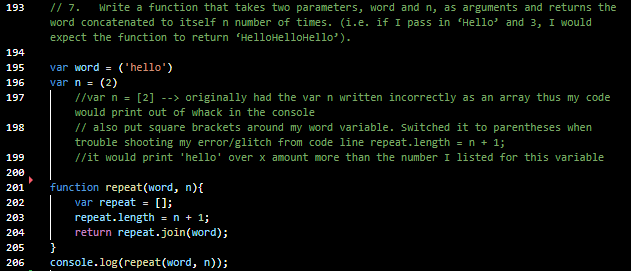 193 // 7. Write a function that takes two parameters, word and n, as arguments and returns the
word concatenated to itself n number of times. (i.e. if I pass in ‘Hello’ and 3, I would
expect the function to return ‘HelloHelloHello’).
194
195 var word = ('hello')
196 var n = (2)
197 //var n = [2] --> originally had the var n written incorrectly as an array thus my code
would print out of whack in the console
198 // also put square brackets around my word variable. Switched it to parentheses when
trouble shooting my error/glitch from code line repeat.length = n + 1;
199 //it would print 'hello' over x amount more than the number I listed for this variable
200
201 function repeat(word, n){
202 var repeat = [];
203 repeat.length = n + 1;
204 return repeat.join(word);
205 }
206 console.log(repeat(word, n));